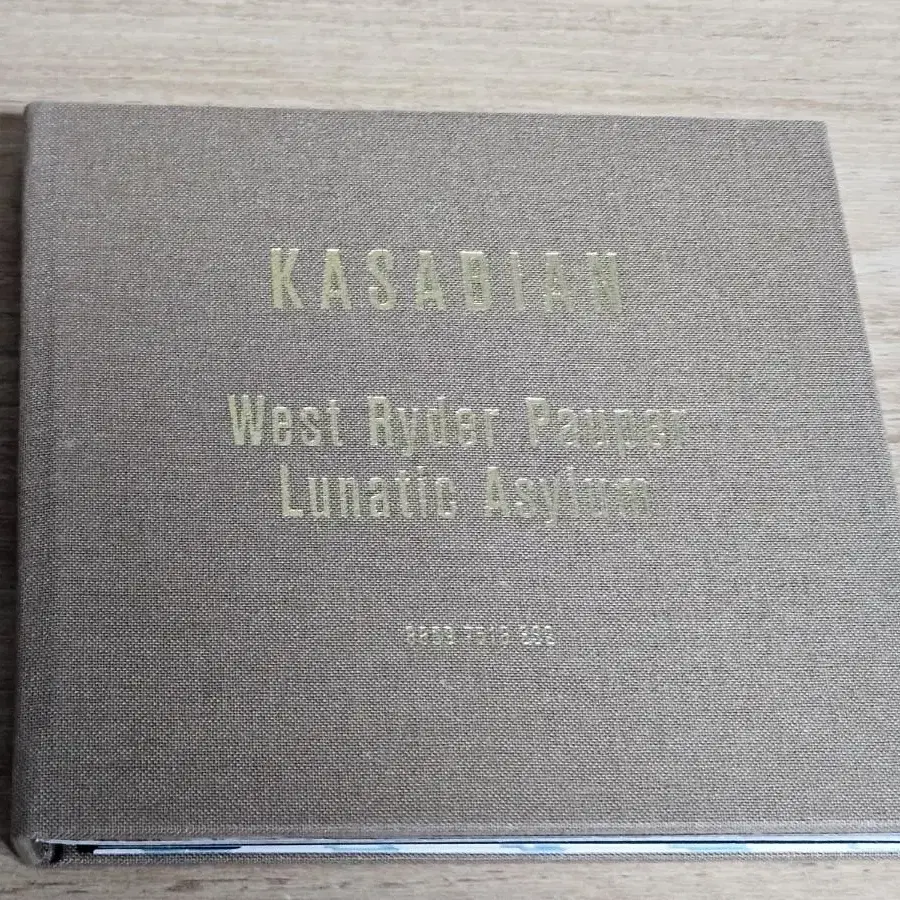 KASABIAN
West Ryder Pauper
Lunatic Asylum